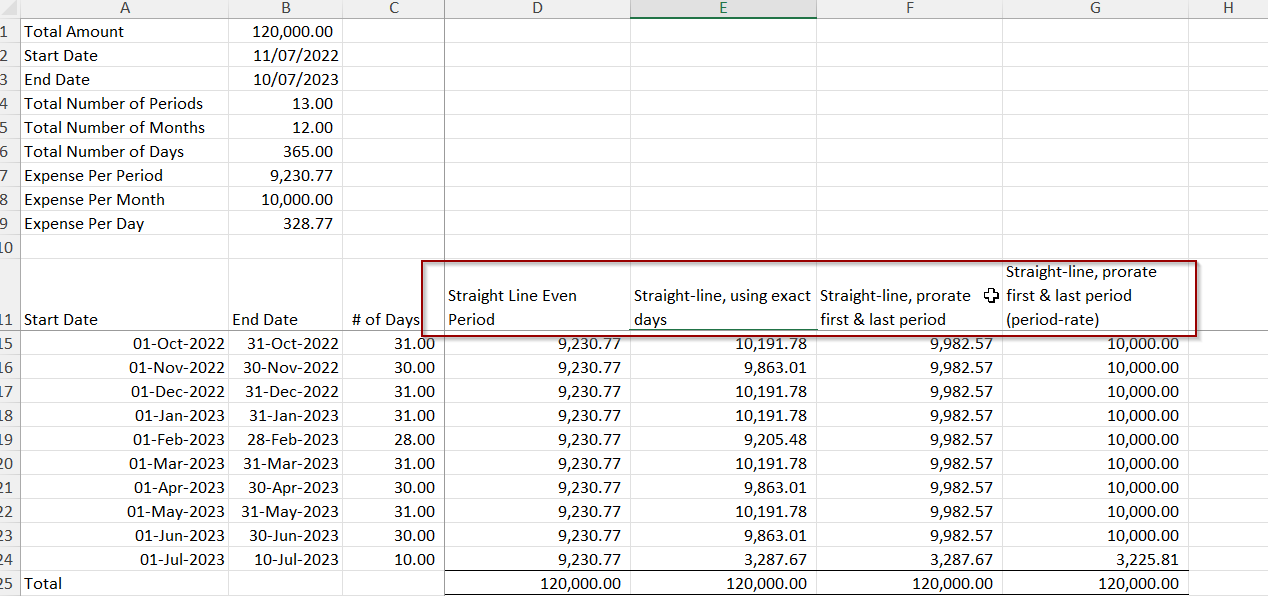 A B C D E F G H
1 Total Amount 120,000.00
2 Start Date 11/07/2022
3 End Date 10/07/2023
4 Total Number of Periods 13.00
5 Total Number of Months 12.00
6 Total Number of Days 365.00
7 Expense Per Period 9,230.77
8 Expense Per Month 10,000.00
9 Expense Per Day 328.77
10
Straight-line, prorate
Straight Line Even Straight-line, using exact Straight-line, prorate first & last period
11 Start Date End Date # of Days Period days first & last period (period-rate)
15 01-Oct-2022 31-Oct-2022 31.00 9,230.77 10,191.78 9,982.57 10,000.00
16 01-Nov-2022 30-Nov-2022 30.00 9,230.77 9,863.01 9,982.57 10,000.00
17 01-Dec-2022 31-Dec-2022 31.00 9,230.77 10,191.78 9,982.57 10,000.00
18 01-Jan-2023 31-Jan-2023 31.00 9,230.77 10,191.78 9,982.57 10,000.00
19 01-Feb-2023 28-Feb-2023 28.00 9,230.77 9,205.48 9,982.57 10,000.00
20 01-Mar-2023 31-Mar-2023 31.00 9,230.77 10,191.78 9,982.57 10,000.00
21 01-Apr-2023 30-Apr-2023 30.00 9,230.77 9,863.01 9,982.57 10,000.00
22 01-May-2023 31-May-2023 31.00 9,230.77 10,191.78 9,982.57 10,000.00
23 01-Jun-2023 30-Jun-2023 30.00 9,230.77 9,863.01 9,982.57 10,000.00
24 01-Jul-2023 10-Jul-2023 10.00 9,230.77 3,287.67 3,287.67 3,225.81
25 Total 120,000.00 120,000.00 120,000.00 120,000.00